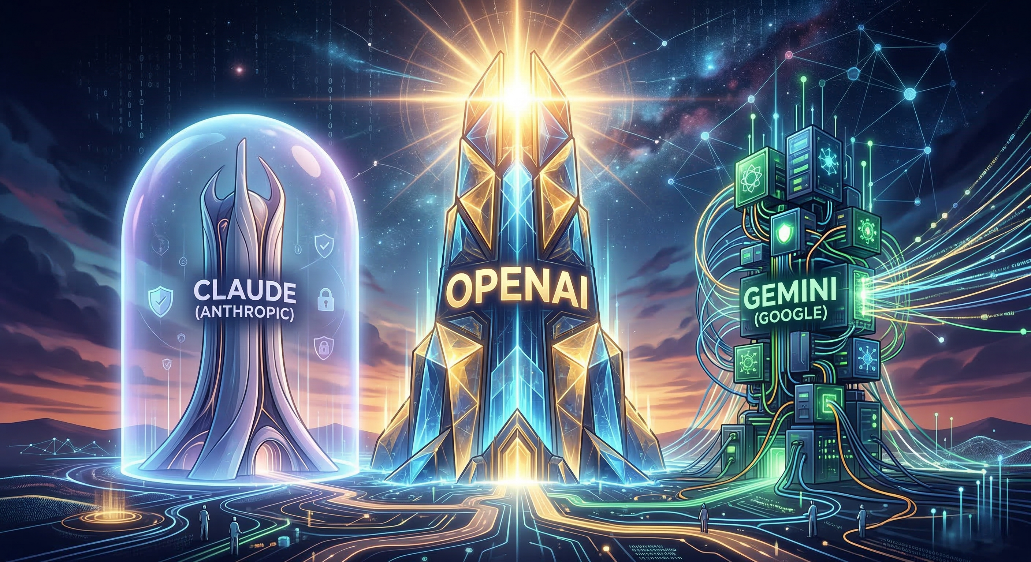 CLAUDE
(ANTHROPIC)
OPENAI
GEMINI
(GOOGLE)